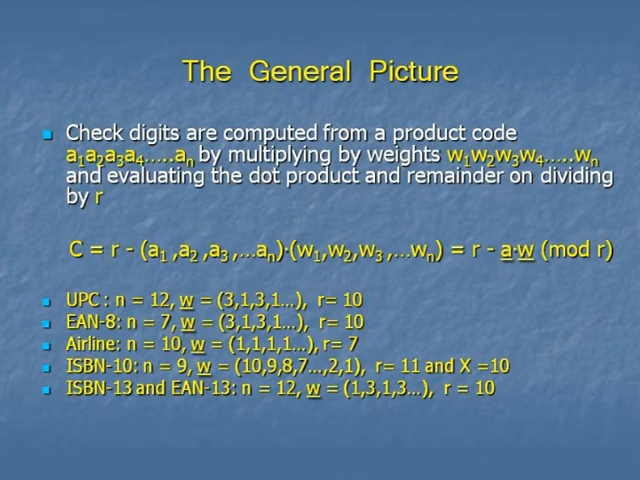 The General Picture
Check digits are computed from a product code
a₁a₂a₃a₄…..aₙ by multiplying by weights w₁w₂w₃w₄…..wₙ
and evaluating the dot product and remainder on dividing
by r
C = r - (a₁ ,a₂ ,a₃ ,…aₙ)·(w₁,w₂,w₃ ,…wₙ) = r - a·w (mod r)
UPC : n = 12, w = (3,1,3,1…), r= 10
EAN-8: n = 7, w = (3,1,3,1…), r= 10
Airline: n = 10, w = (1,1,1,1…), r= 7
ISBN-10: n = 9, w = (10,9,8,7…,2,1), r= 11 and X =10
ISBN-13 and EAN-13: n = 12, w = (1,3,1,3…), r = 10